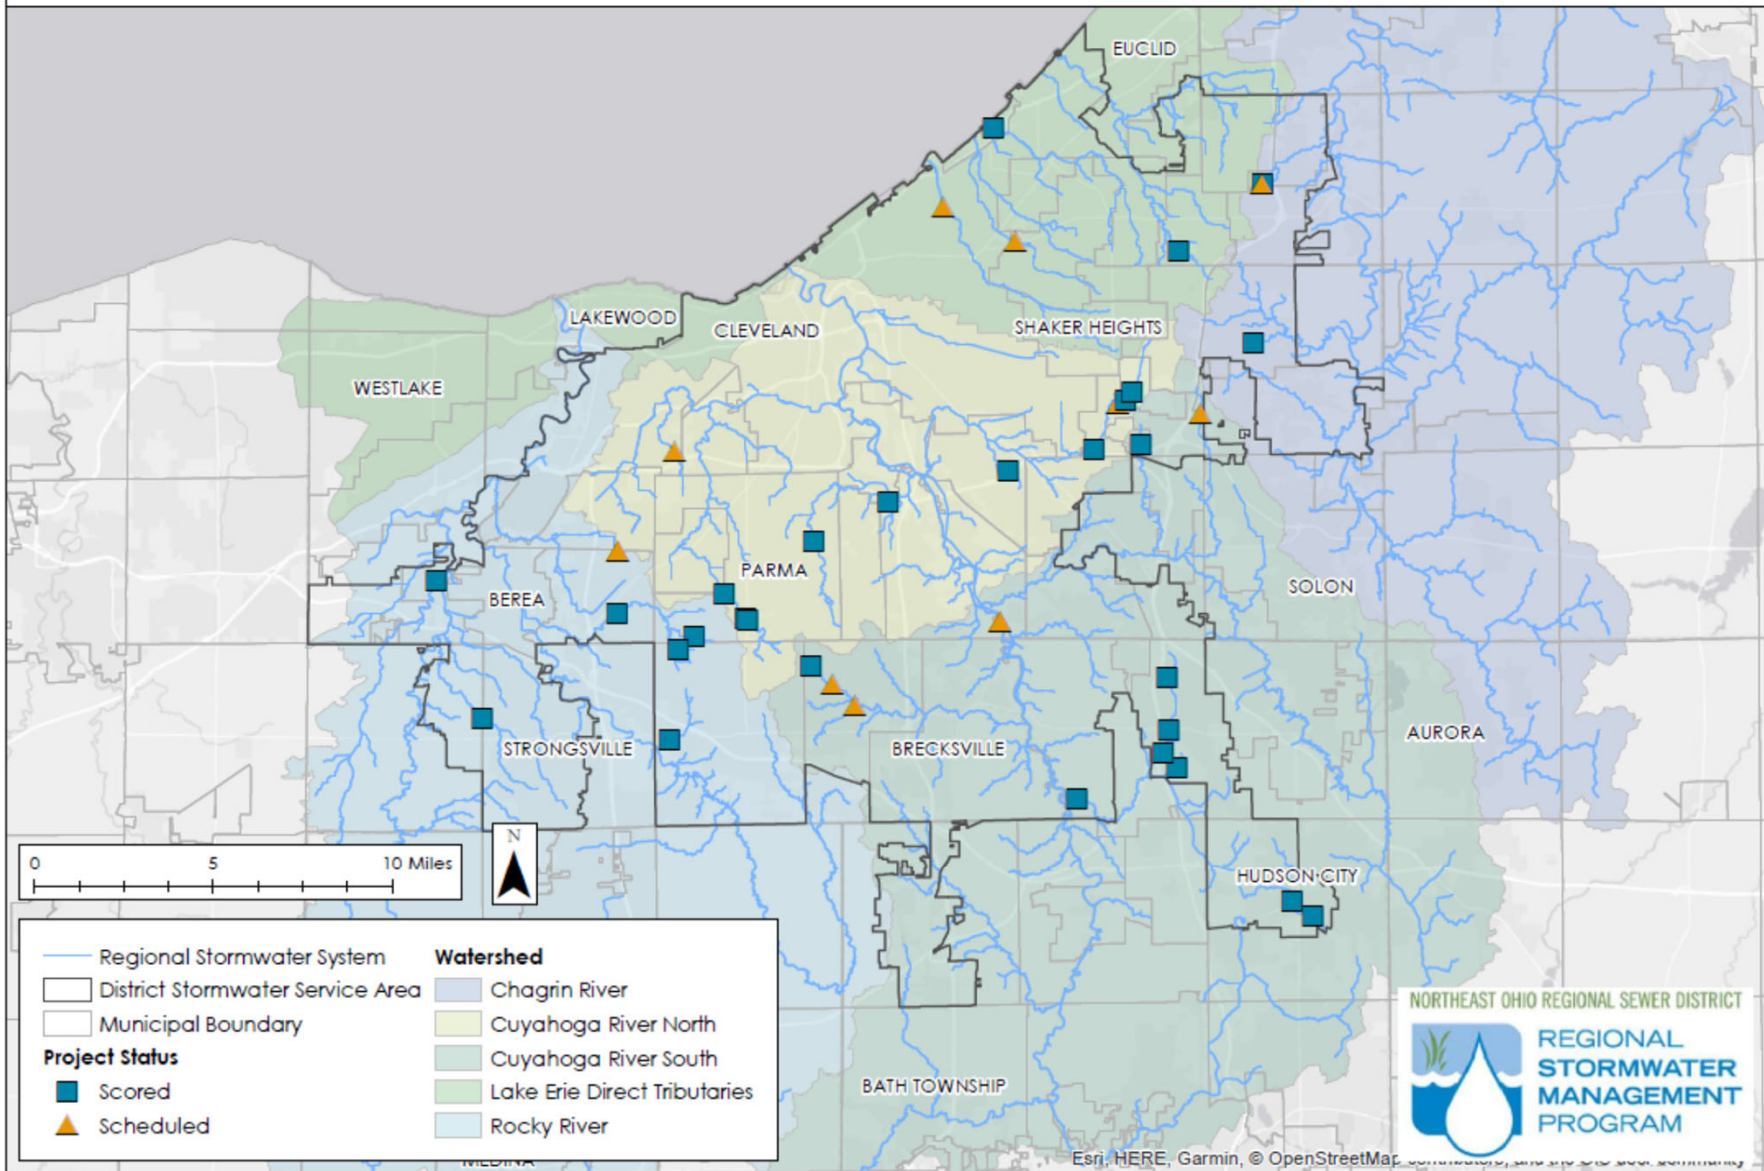 EUCLID
LAKEWOOD
CLEVELAND
SHAKER HEIGHTS
WESTLAKE
PARMA
BEREA
SOLON
STRONGSVILLE
BRECKSVILLE
AURORA
HUDSON CITY
BATH TOWNSHIP
MEDINA
0 5 10 Miles
N
Regional Stormwater System
District Stormwater Service Area
Municipal Boundary
Project Status
Scored
Scheduled
Watershed
Chagrin River
Cuyahoga River North
Cuyahoga River South
Lake Erie Direct Tributaries
Rocky River
NORTHEAST OHIO REGIONAL SEWER DISTRICT
REGIONAL
STORMWATER
MANAGEMENT
PROGRAM
Esri, HERE, Garmin, © OpenStreetMap